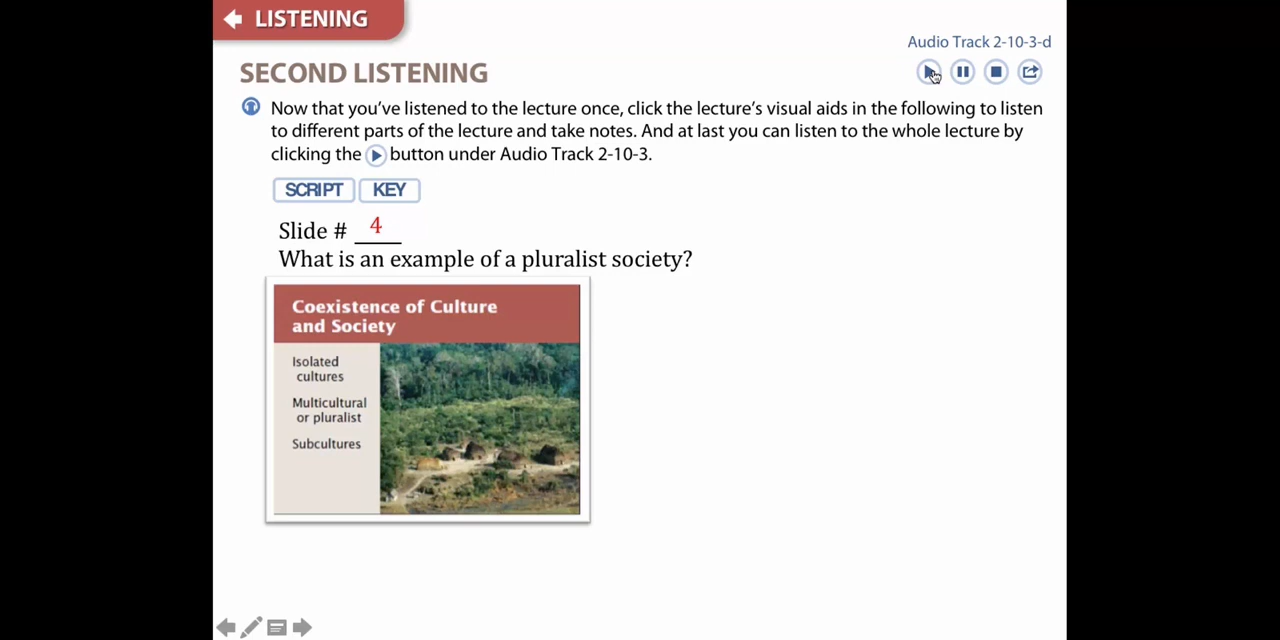 LISTENING
Audio Track 2-10-3-d
SECOND LISTENING
Now that you've listened to the lecture once, click the lecture's visual aids in the following to listen
to different parts of the lecture and take notes. And at last you can listen to the whole lecture by
clicking the button under Audio Track 2-10-3.
SCRIPT KEY
Slide # 4
What is an example of a pluralist society?
Coexistence of Culture
and Society
Isolated
cultures
Multicultural
or pluralist
Subcultures